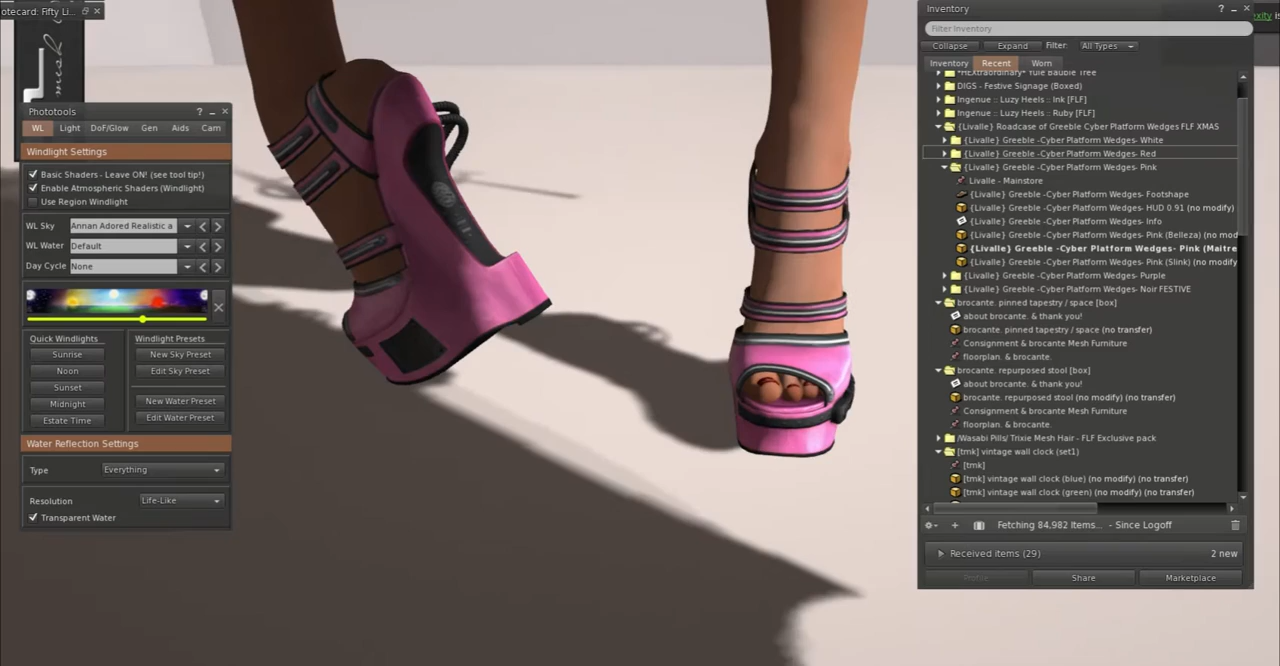 otecard: Fifty Li...
Phototools
WL
Light
DoF/Glow
Gen
Aids
Cam
Windlight Settings
Basic Shaders - Leave ON! (see tool tip!)
Enable Atmospheric Shaders (Windlight)
Use Region Windlight
WL Sky
Annan Adored Realistic a
WL Water
Default
Day Cycle
None
Quick Windlights
Windlight Presets
Sunrise
New Sky Preset
Noon
Edit Sky Preset
Sunset
Midnight
New Water Preset
Estate Time
Edit Water Preset
Water Reflection Settings
Type
Everything
Resolution
Life-Like
Transparent Water
Inventory
Filter Inventory
Collapse
Expand
Filter:
All Types
Inventory
Recent
Worn
*HEXtraordinary* Yule Bauble Tree
DIGS - Festive Signage (Boxed)
Ingenue :: Luzy Heels :: Ink [FLF]
Ingenue :: Luzy Heels :: Ruby [FLF]
{Livalle} Roadcase of Greeble Cyber Platform Wedges FLF XMAS
{Livalle} Greeble -Cyber Platform Wedges- White
{Livalle} Greeble -Cyber Platform Wedges- Red
{Livalle} Greeble -Cyber Platform Wedges- Pink
Livalle - Mainstore
{Livalle} Greeble -Cyber Platform Wedges- Footshape
{Livalle} Greeble -Cyber Platform Wedges- HUD 0.91 (no modify)
{Livalle} Greeble -Cyber Platform Wedges- Info
{Livalle} Greeble -Cyber Platform Wedges- Pink (Belleza) (no mod
{Livalle} Greeble -Cyber Platform Wedges- Pink (Maitre
{Livalle} Greeble -Cyber Platform Wedges- Pink (Slink) (no modify
{Livalle} Greeble -Cyber Platform Wedges- Purple
{Livalle} Greeble -Cyber Platform Wedges- Noir FESTIVE
brocante. pinned tapestry / space [box]
about brocante. & thank you!
brocante. pinned tapestry / space (no transfer)
Consignment & brocante Mesh Furniture
floorplan. & brocante.
brocante. repurposed stool [box]
about brocante. & thank you!
brocante. repurposed stool (no modify) (no transfer)
Consignment & brocante Mesh Furniture
floorplan. & brocante.
/Wasabi Pills/ Trixie Mesh Hair - FLF Exclusive pack
[tmk] vintage wall clock (set1)
[tmk]
[tmk] vintage wall clock (blue) (no modify) (no transfer)
[tmk] vintage wall clock (green) (no modify) (no transfer)
Fetching 84,982 Items... - Since Logoff
Received items (29)
2 new
Profile
Share
Marketplace